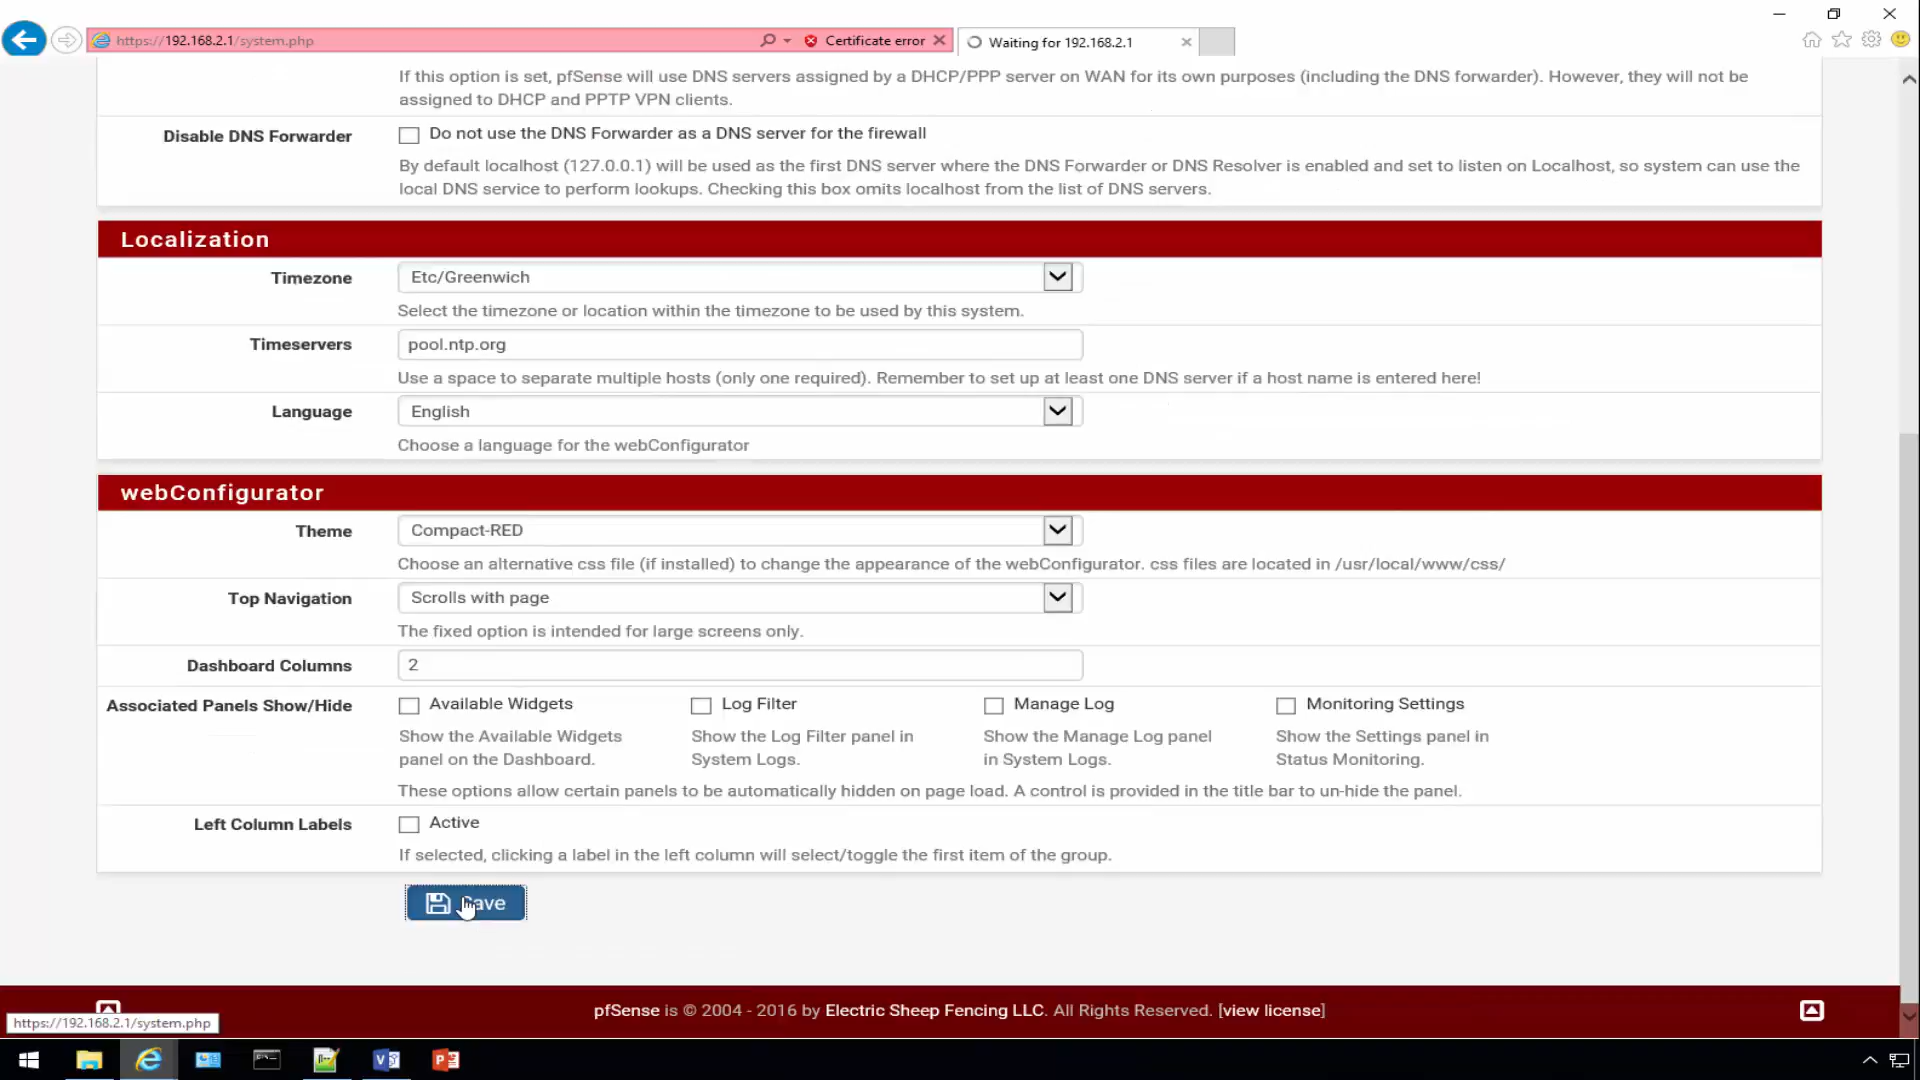 https://192.168.2.1/system.php
Certificate error
Waiting for 192.168.2.1
If this option is set, pfSense will use DNS servers assigned by a DHCP/PPP server on WAN for its own purposes (including the DNS forwarder). However, they will not be
assigned to DHCP and PPTP VPN clients.
Disable DNS Forwarder
Do not use the DNS Forwarder as a DNS server for the firewall
By default localhost (127.0.0.1) will be used as the first DNS server where the DNS Forwarder or DNS Resolver is enabled and set to listen on Localhost, so system can use the
local DNS service to perform lookups. Checking this box omits localhost from the list of DNS servers.
Localization
Timezone
Etc/Greenwich
Select the timezone or location within the timezone to be used by this system.
Timeservers
pool.ntp.org
Use a space to separate multiple hosts (only one required). Remember to set up at least one DNS server if a host name is entered here!
Language
English
Choose a language for the webConfigurator
webConfigurator
Theme
Compact-RED
Choose an alternative css file (if installed) to change the appearance of the webConfigurator. css files are located in /usr/local/www/css/
Top Navigation
Scrolls with page
The fixed option is intended for large screens only.
Dashboard Columns
2
Associated Panels Show/Hide
Available Widgets
Log Filter
Manage Log
Monitoring Settings
Show the Available Widgets
panel on the Dashboard.
Show the Log Filter panel in
System Logs.
Show the Manage Log panel
in System Logs.
Show the Settings panel in
Status Monitoring.
These options allow certain panels to be automatically hidden on page load. A control is provided in the title bar to un-hide the panel.
Left Column Labels
Active
If selected, clicking a label in the left column will select/toggle the first item of the group.
Save
pfSense is © 2004 - 2016 by Electric Sheep Fencing LLC. All Rights Reserved. [view license]
https://192.168.2.1/system.php